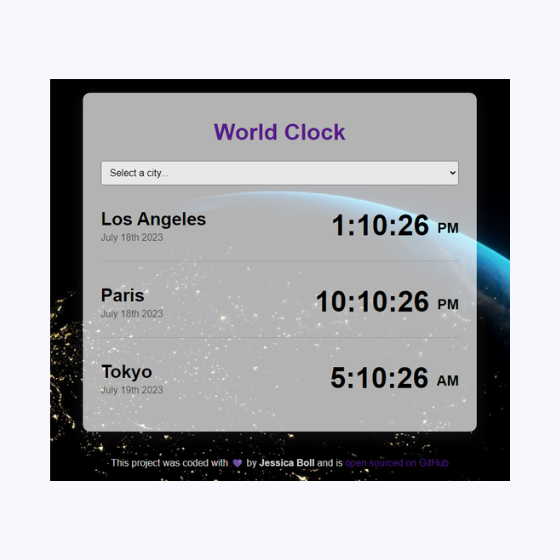 World Clock
Select a city...
Los Angeles 1:10:26 PM
July 18th 2023
Paris 10:10:26 PM
July 18th 2023
Tokyo 5:10:26 AM
July 19th 2023
This project was coded with 💜 by Jessica Boll and is open sourced on GitHub